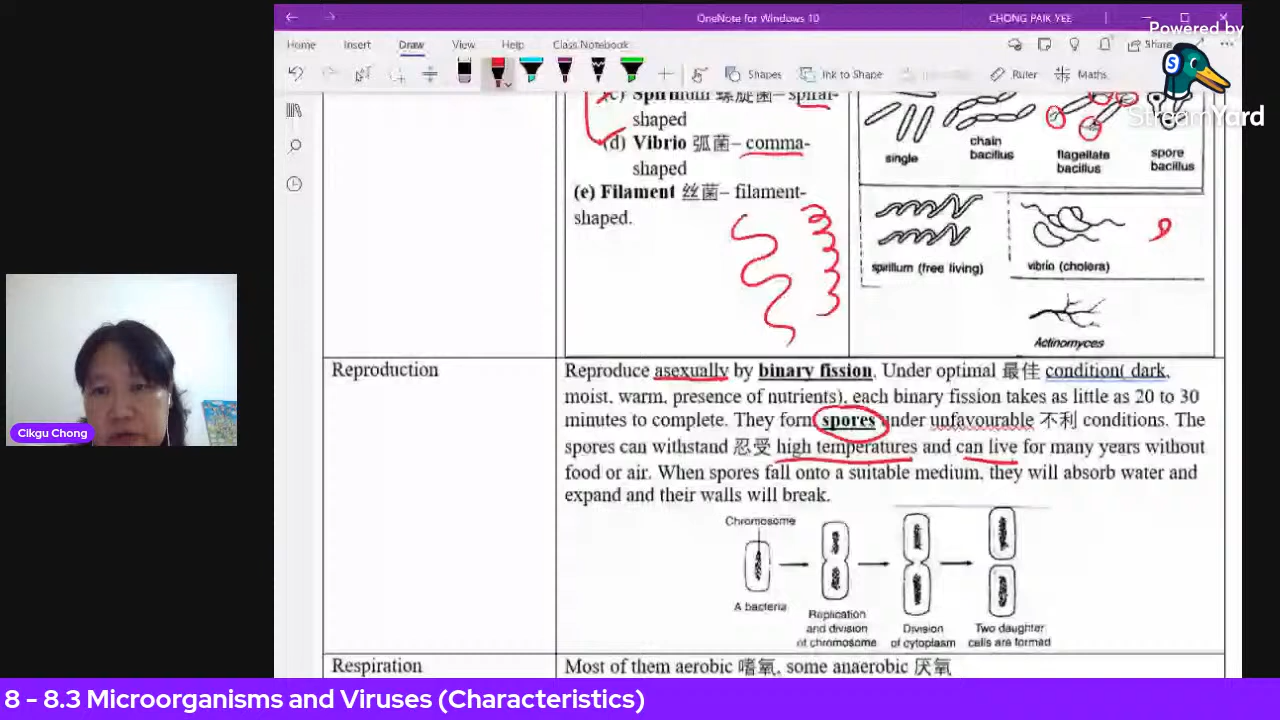 OneNote for Windows 10
CHONG PAIK YEE
Powered by
StreamYard
Home Insert Draw View Help Class Notebook
Share
Shapes Ink to Shape Ruler Maths
(c) Spirillum 螺旋菌– spiral-
shaped
(d) Vibrio 弧菌– comma-
shaped
(e) Filament 丝菌– filament-
shaped.
single
chain
bacillus
flagellate
bacillus
spore
bacillus
spirillum (free living)
vibrio (cholera)
Actinomyces
Reproduction
Reproduce asexually by binary fission. Under optimal 最佳 condition( dark,
moist, warm, presence of nutrients), each binary fission takes as little as 20 to 30
minutes to complete. They form spores under unfavourable 不利 conditions. The
spores can withstand 忍受 high temperatures and can live for many years without
food or air. When spores fall onto a suitable medium, they will absorb water and
expand and their walls will break.
Chromosome
A bacteria
Replication
and division
of chromosome
Division
of cytoplasm
Two daughter
cells are formed
Respiration
Most of them aerobic 嗜氧, some anaerobic 厌氧
Cikgu Chong
8 - 8.3 Microorganisms and Viruses (Characteristics)